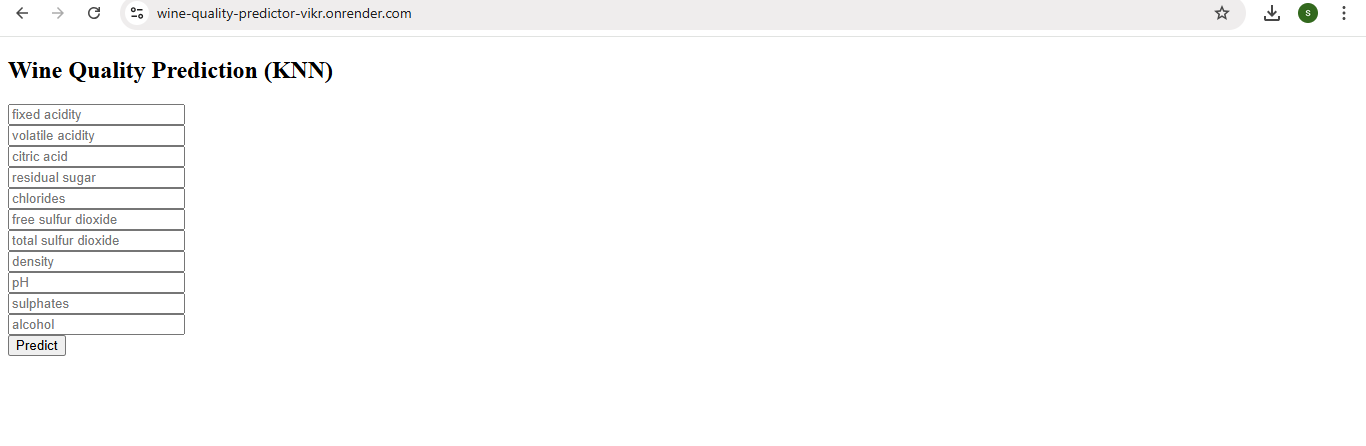 wine-quality-predictor-vikr.onrender.com
s
Wine Quality Prediction (KNN)
fixed acidity
volatile acidity
citric acid
residual sugar
chlorides
free sulfur dioxide
total sulfur dioxide
density
pH
sulphates
alcohol
Predict